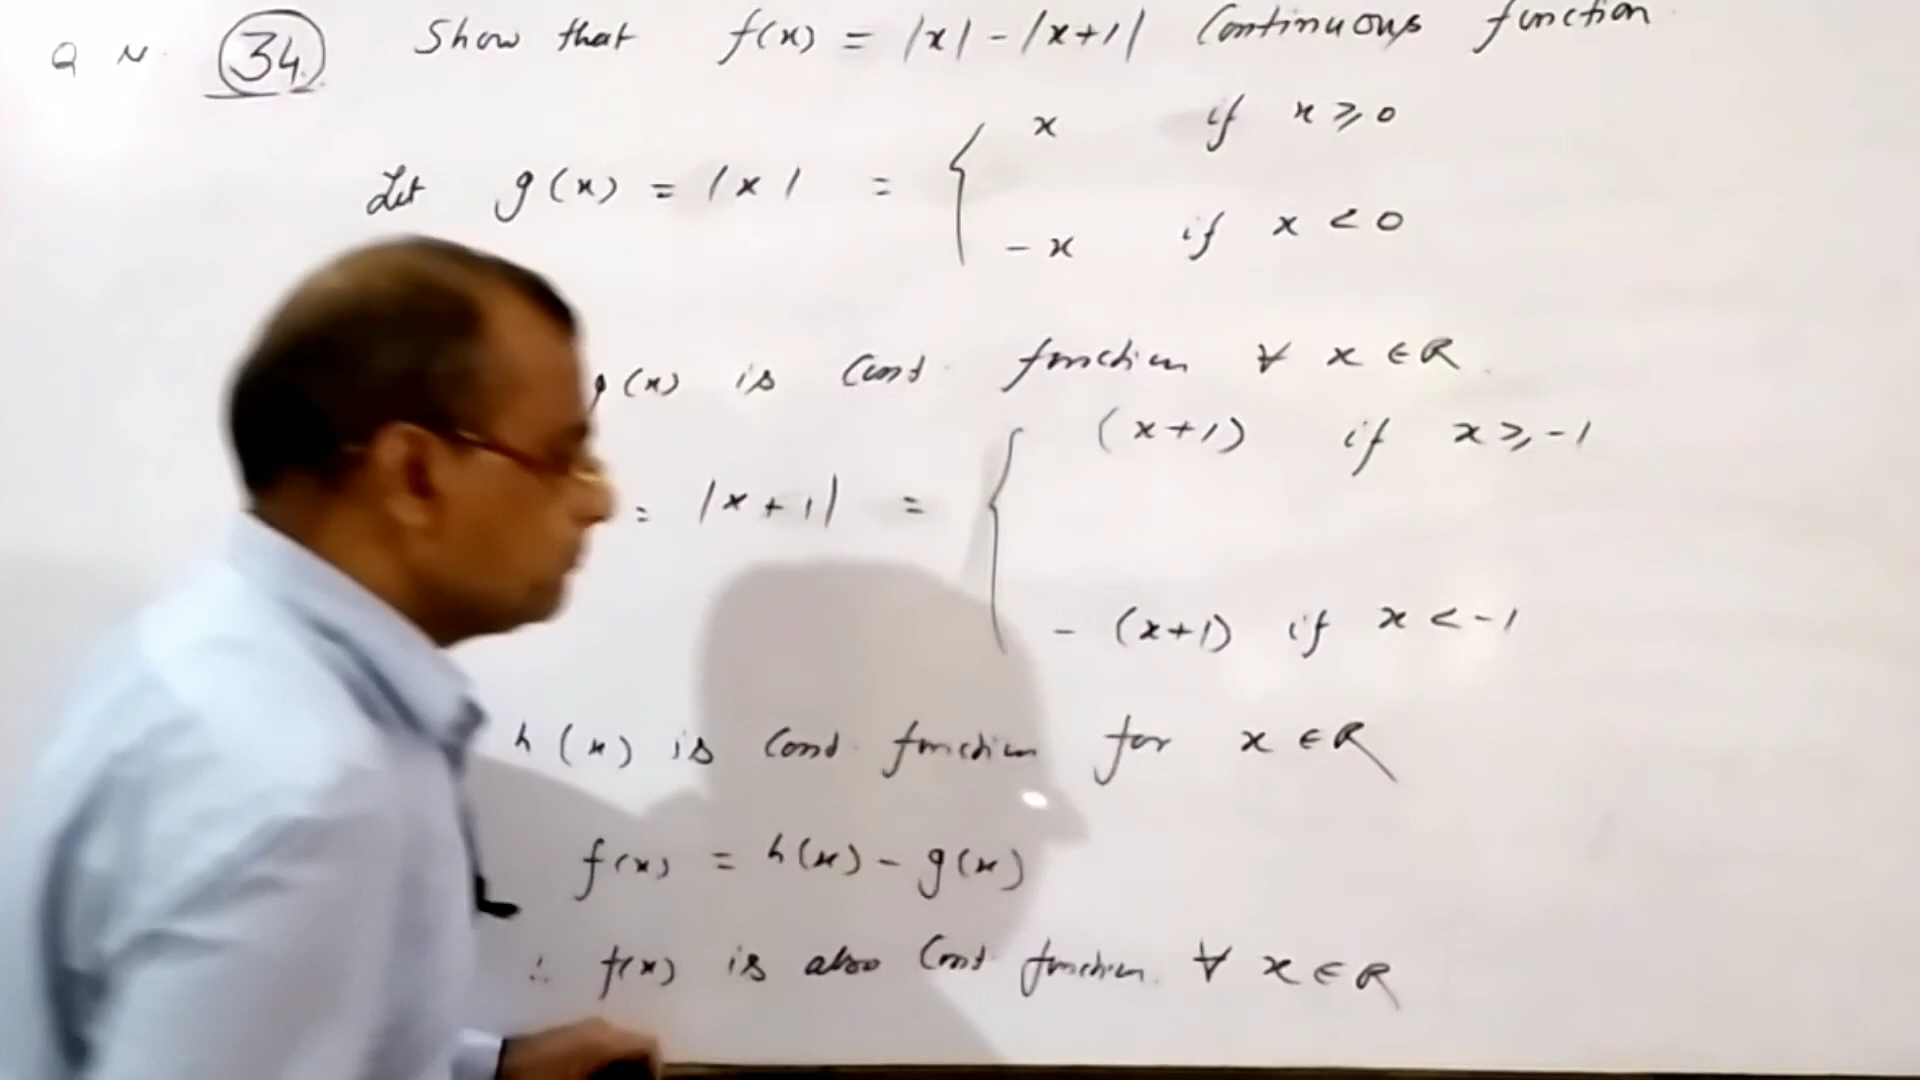 Q N. 34. Show that f(x) = |x| - |x+1| Continuous function
x if x ⩾ 0
Let g(x) = |x| =
{
-x if x < 0
g(x) is Cont. function ∀ x ∈ R.
(x+1) if x ⩾ -1
= |x+1| =
{
- (x+1) if x < -1
h(x) is Cont. function for x ∈ R
f(x) = h(x) - g(x)
∴ f(x) is also Cont. function. ∀ x ∈ R